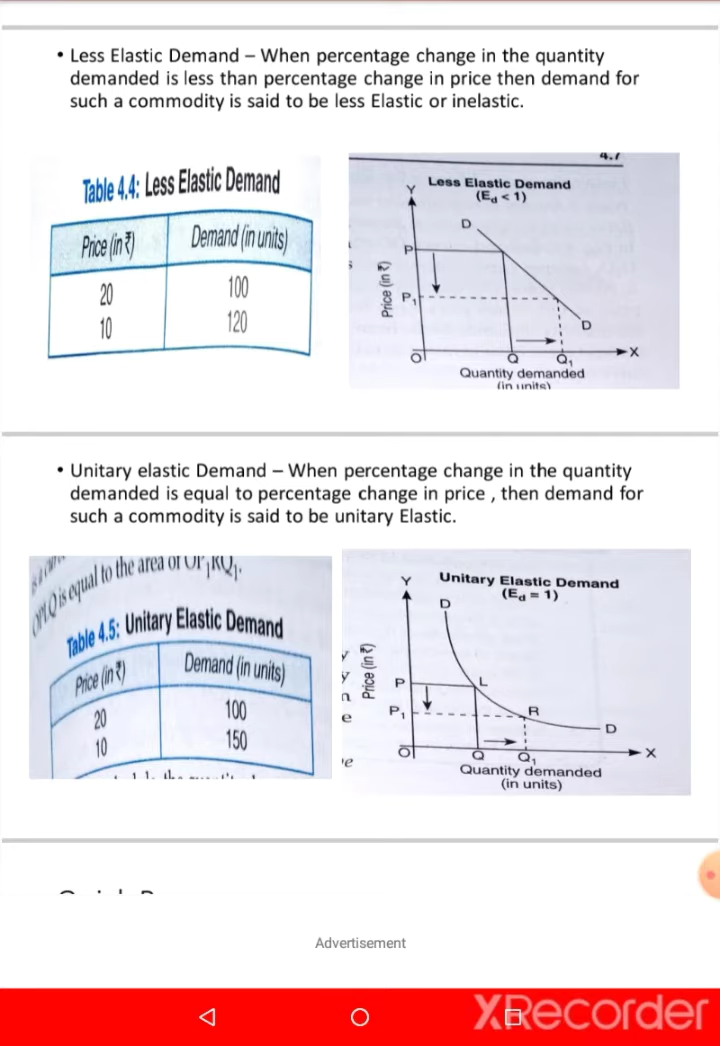 • Less Elastic Demand – When percentage change in the quantity
demanded is less than percentage change in price then demand for
such a commodity is said to be less Elastic or inelastic.
4.7
Table 4.4: Less Elastic Demand
Price (in ₹) Demand (in units)
20 100
10 120
Less Elastic Demand
(Ed < 1)
Y
D
P
P1
Price (in ₹)
D
O Q Q1 X
Quantity demanded
(in units)
• Unitary elastic Demand – When percentage change in the quantity
demanded is equal to percentage change in price , then demand for
such a commodity is said to be unitary Elastic.
is equal to the area of OP1RQ1.
Table 4.5: Unitary Elastic Demand
Price (in ₹) Demand (in units)
20 100
10 150
Unitary Elastic Demand
(Ed = 1)
Y
D
Price (in ₹)
P L
P1 R
D
O Q Q1 X
Quantity demanded
(in units)
y
y
n
e
Advertisement
XRecorder